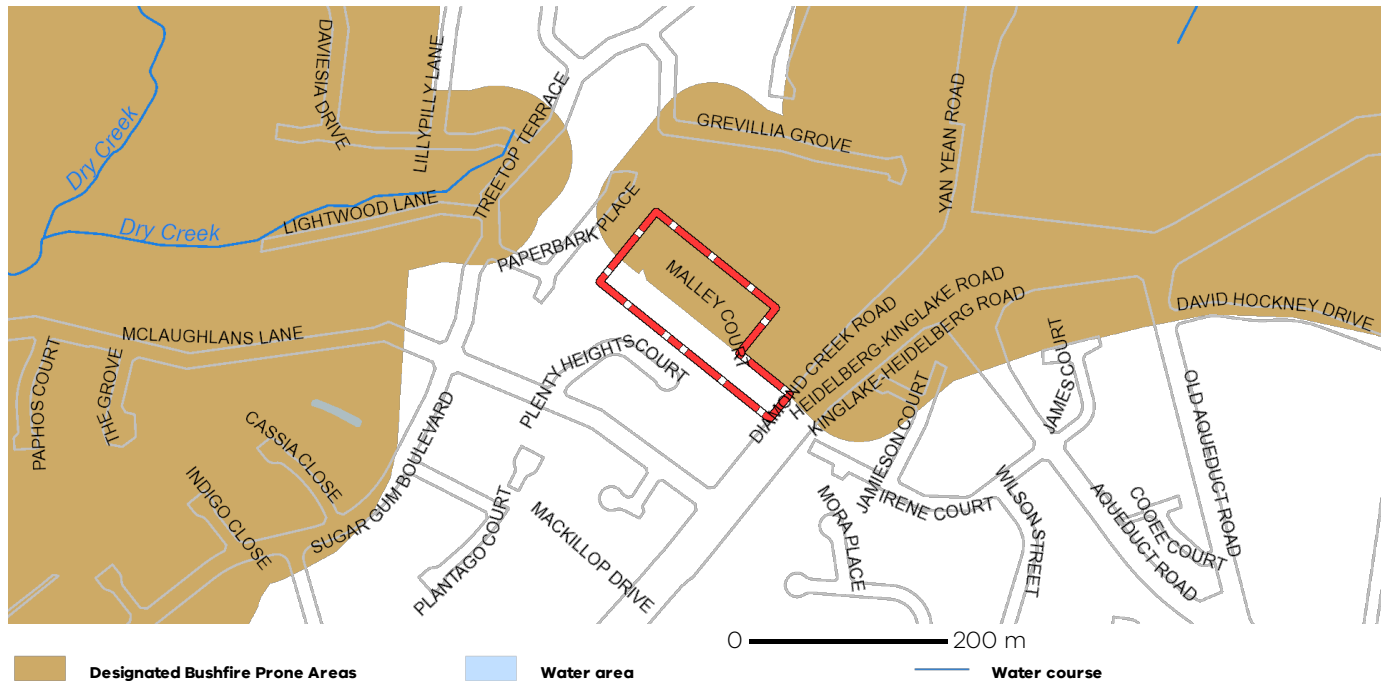 DAVIESIA DRIVE
LILLYPILLY LANE
TREETOP TERRACE
GREVILLIA GROVE
YAN YEAN ROAD
Dry Creek
Dry Creek
LIGHTWOOD LANE
PAPERBARK PLACE
MALLEY COURT
DIAMOND CREEK ROAD
HEIDELBERG-KINGLAKE ROAD
KINGLAKE-HEIDELBERG ROAD
DAVID HOCKNEY DRIVE
MCLAUGHLANS LANE
PAPHOS COURT
THE GROVE
PLENTY HEIGHTS COURT
JAMES COURT
OLD AQUEDUCT ROAD
CASSIA CLOSE
INDIGO CLOSE
SUGAR GUM BOULEVARD
PLANTAGO COURT
MACKILLOP DRIVE
JAMIESON COURT
IRENE COURT
MORA PLACE
WILSON STREET
AQUEDUCT ROAD
COOEE COURT
0 200 m
Designated Bushfire Prone Areas
Water area
Water course